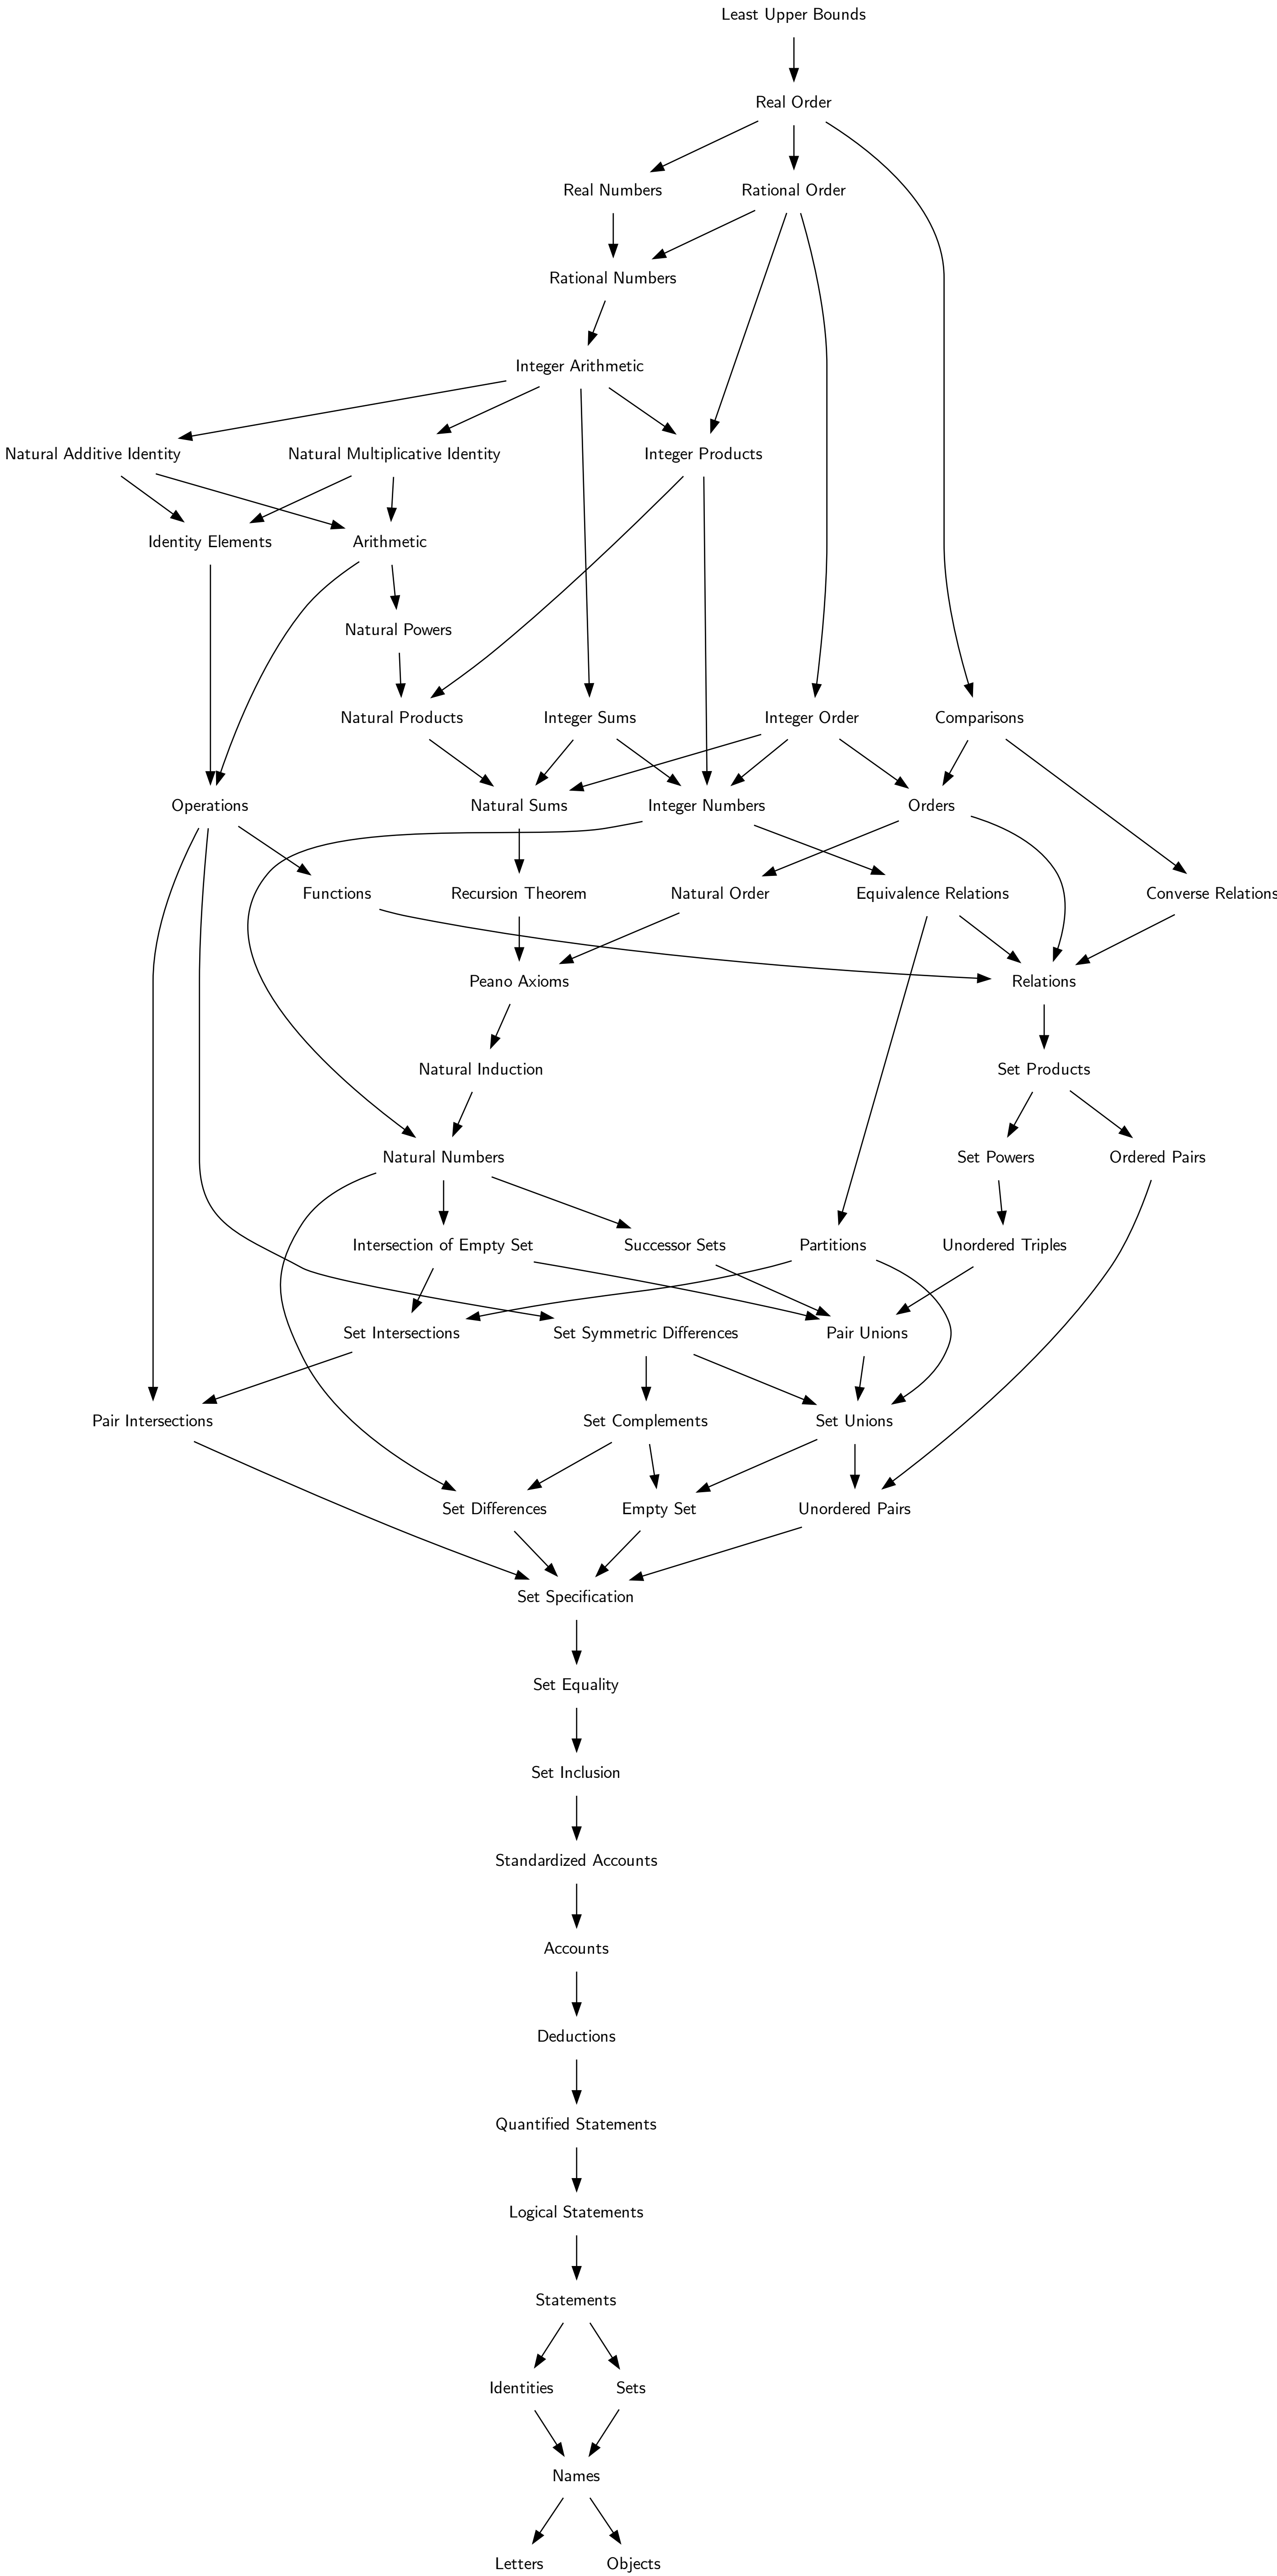 Least Upper Bounds
Real Order
Real Numbers
Rational Order
Rational Numbers
Integer Arithmetic
Natural Additive Identity
Natural Multiplicative Identity
Integer Products
Identity Elements
Arithmetic
Natural Powers
Natural Products
Integer Sums
Integer Order
Comparisons
Operations
Natural Sums
Integer Numbers
Orders
Functions
Recursion Theorem
Natural Order
Equivalence Relations
Converse Relations
Peano Axioms
Relations
Natural Induction
Set Products
Natural Numbers
Set Powers
Ordered Pairs
Intersection of Empty Set
Successor Sets
Partitions
Unordered Triples
Set Intersections
Set Symmetric Differences
Pair Unions
Pair Intersections
Set Complements
Set Unions
Set Differences
Empty Set
Unordered Pairs
Set Specification
Set Equality
Set Inclusion
Standardized Accounts
Accounts
Deductions
Quantified Statements
Logical Statements
Statements
Identities
Sets
Names
Letters
Objects